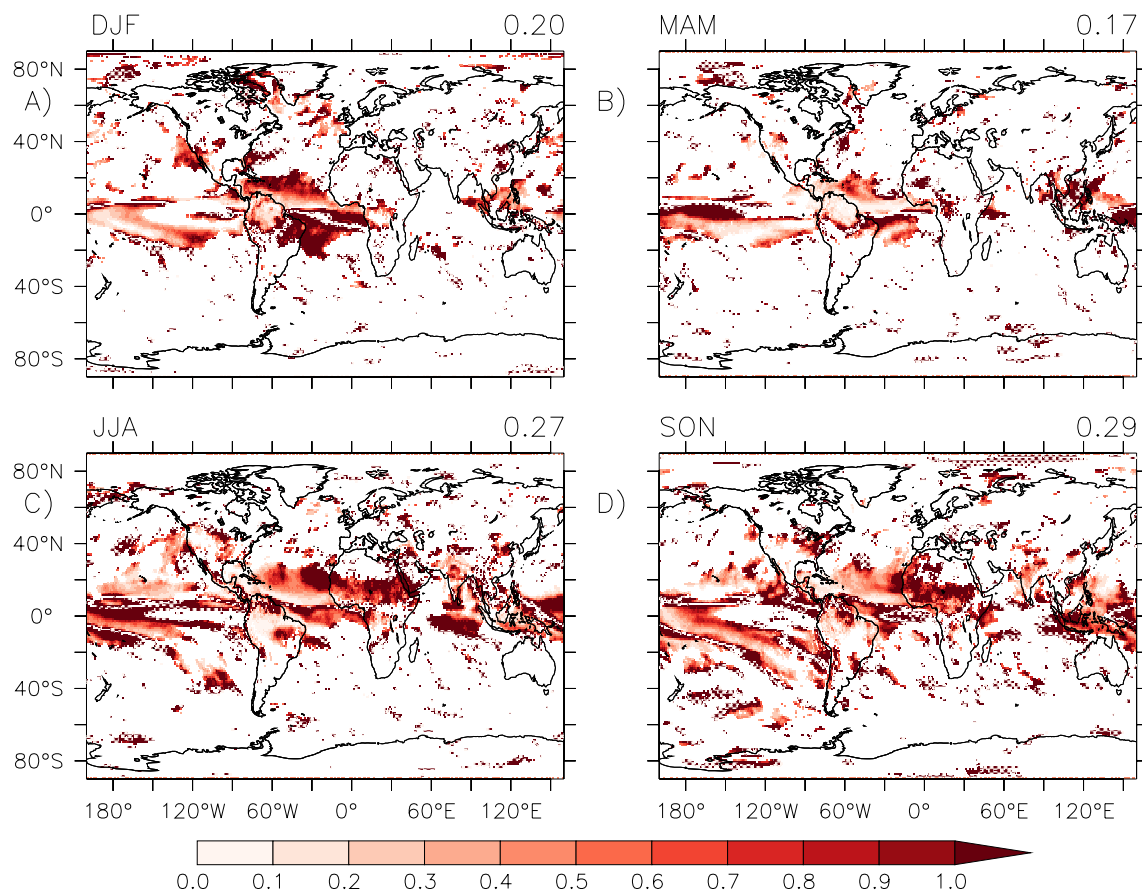 DJF 0.20 MAM 0.17
80°N
A) B)
40°N
0°
40°S
80°S
JJA 0.27 SON 0.29
80°N
C) D)
40°N
0°
40°S
80°S
180° 120°W 60°W 0° 60°E 120°E 180° 120°W 60°W 0° 60°E 120°E
0.0 0.1 0.2 0.3 0.4 0.5 0.6 0.7 0.8 0.9 1.0